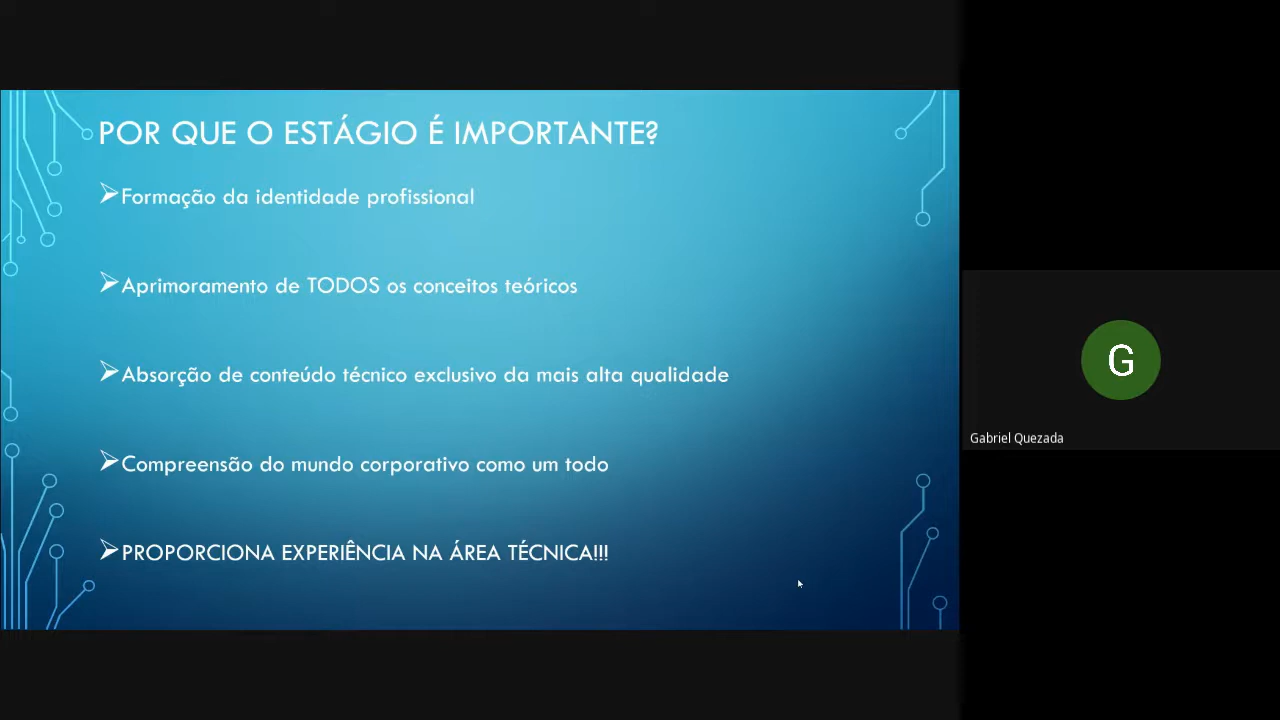 POR QUE O ESTÁGIO É IMPORTANTE?
Formação da identidade profissional
Aprimoramento de TODOS os conceitos teóricos
Absorção de conteúdo técnico exclusivo da mais alta qualidade
Compreensão do mundo corporativo como um todo
PROPORCIONA EXPERIÊNCIA NA ÁREA TÉCNICA!!!
G
Gabriel Quezada